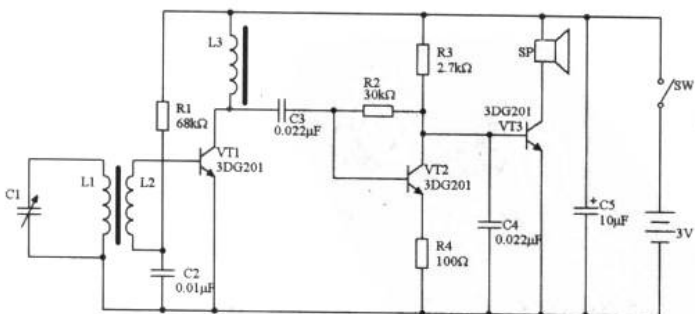 L3
R3
2.7kΩ
SP
R2
30kΩ
SW
R1
68kΩ
C3
0.022μF
3DG201
VT3
VT1
3DG201
VT2
3DG201
C1
L1
L2
C4
0.022μF
+
C5
10μF
3V
R4
100Ω
C2
0.01μF